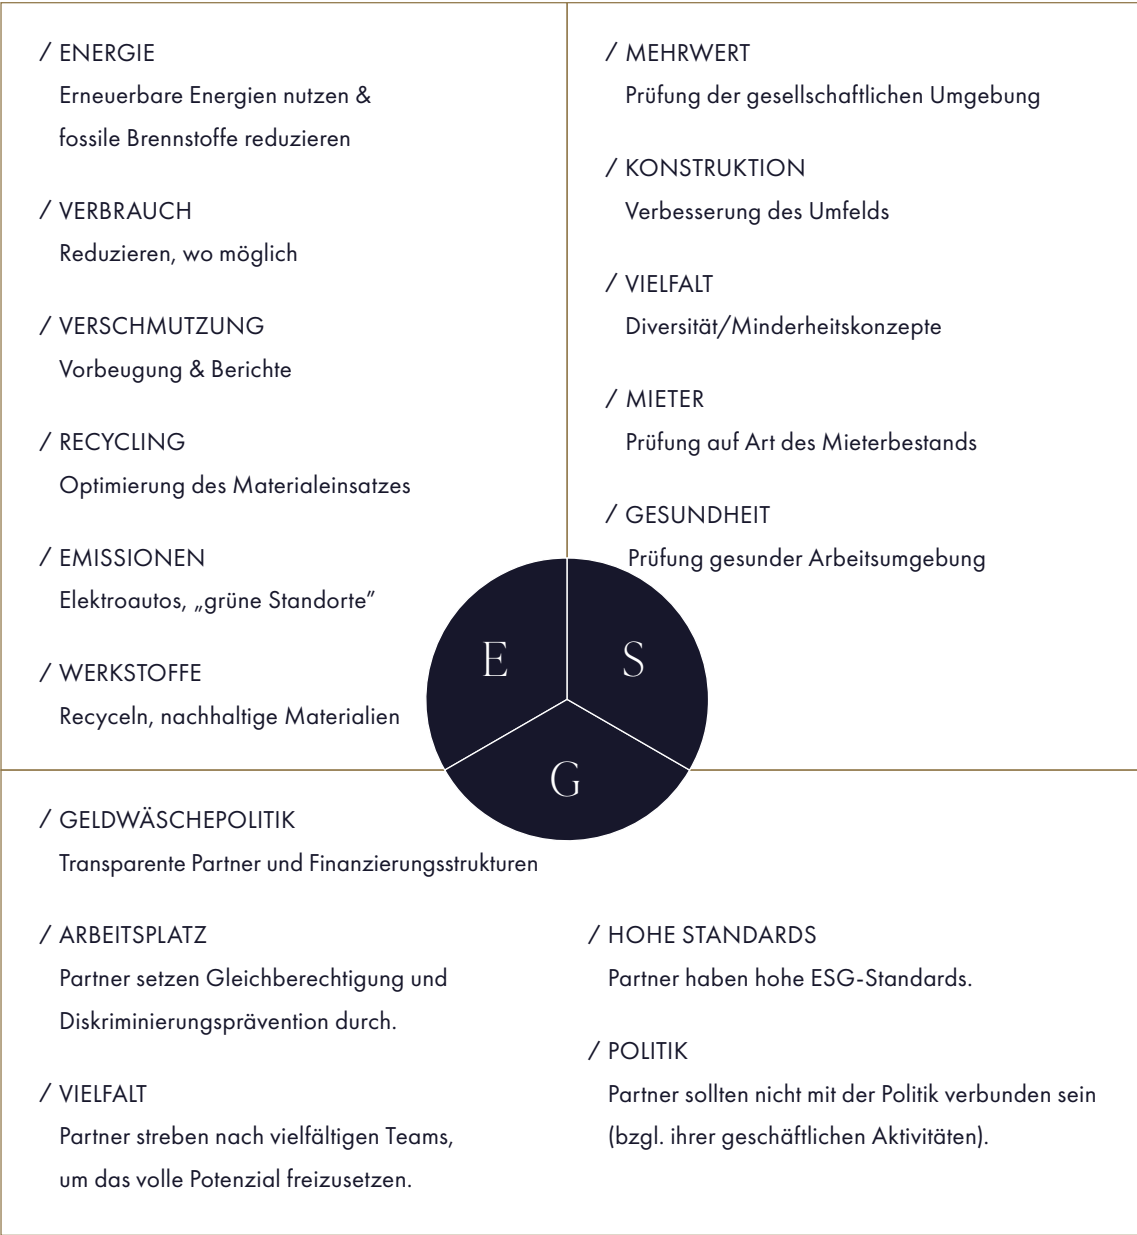 / ENERGIE
Erneuerbare Energien nutzen &
fossile Brennstoffe reduzieren
/ VERBRAUCH
Reduzieren, wo möglich
/ VERSCHMUTZUNG
Vorbeugung & Berichte
/ RECYCLING
Optimierung des Materialeinsatzes
/ EMISSIONEN
Elektroautos, „grüne Standorte”
/ WERKSTOFFE
Recyceln, nachhaltige Materialien
/ MEHRWERT
Prüfung der gesellschaftlichen Umgebung
/ KONSTRUKTION
Verbesserung des Umfelds
/ VIELFALT
Diversität/Minderheitskonzepte
/ MIETER
Prüfung auf Art des Mieterbestands
/ GESUNDHEIT
Prüfung gesunder Arbeitsumgebung
E
S
G
/ GELDWÄSCHEPOLITIK
Transparente Partner und Finanzierungsstrukturen
/ ARBEITSPLATZ
Partner setzen Gleichberechtigung und
Diskriminierungsprävention durch.
/ VIELFALT
Partner streben nach vielfältigen Teams,
um das volle Potenzial freizusetzen.
/ HOHE STANDARDS
Partner haben hohe ESG-Standards.
/ POLITIK
Partner sollten nicht mit der Politik verbunden sein
(bzgl. ihrer geschäftlichen Aktivitäten).